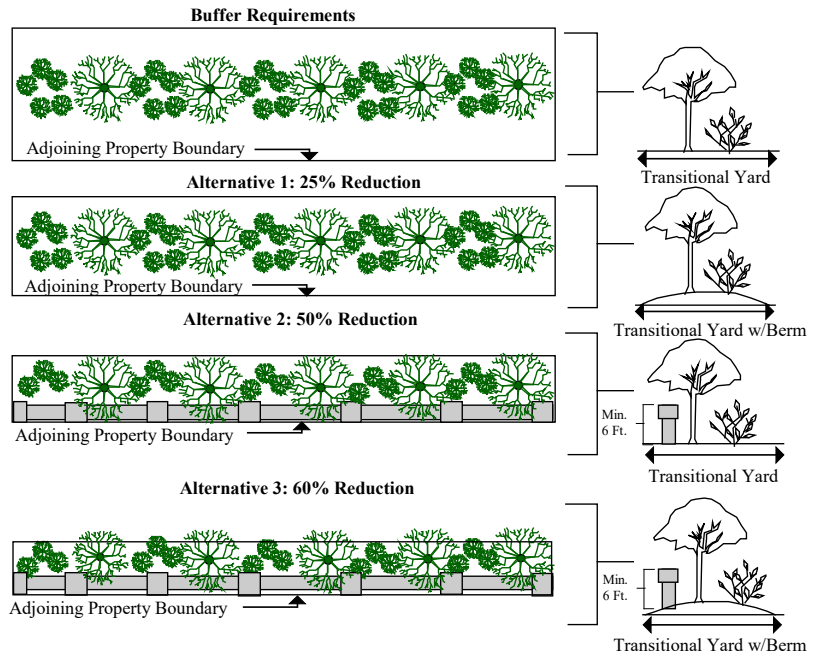 Buffer Requirements
Adjoining Property Boundary
Transitional Yard
Alternative 1: 25% Reduction
Adjoining Property Boundary
Transitional Yard w/Berm
Alternative 2: 50% Reduction
Min.
6 Ft.
Adjoining Property Boundary
Transitional Yard
Alternative 3: 60% Reduction
Min.
6 Ft.
Adjoining Property Boundary
Transitional Yard w/Berm